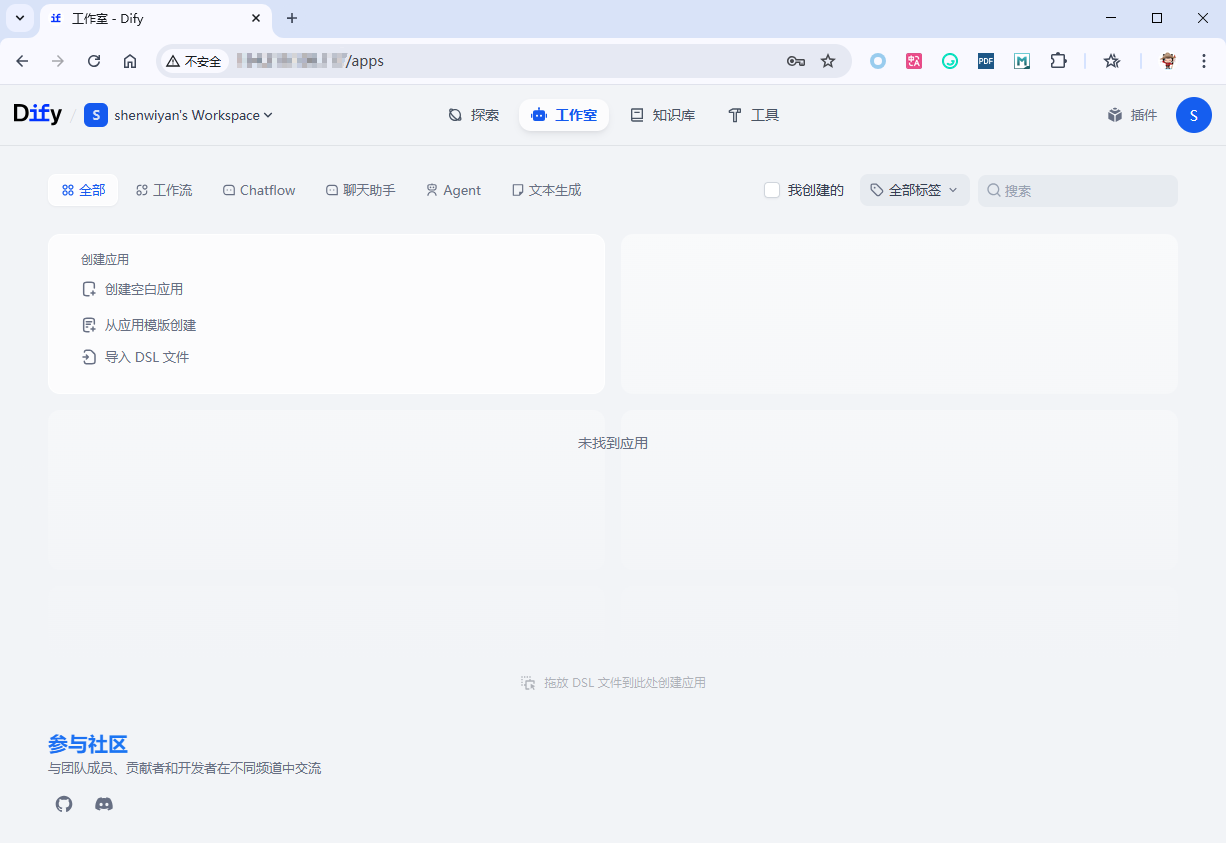 工作室 - Dify
不安全 /apps
Dify / S shenwiyan's Workspace 探索 工作室 知识库 工具 插件 S
全部 工作流 Chatflow 聊天助手 Agent 文本生成 我创建的 全部标签 搜索
创建应用
创建空白应用
从应用模版创建
导入 DSL 文件
未找到应用
拖放 DSL 文件到此处创建应用
参与社区
与团队成员、贡献者和开发者在不同频道中交流